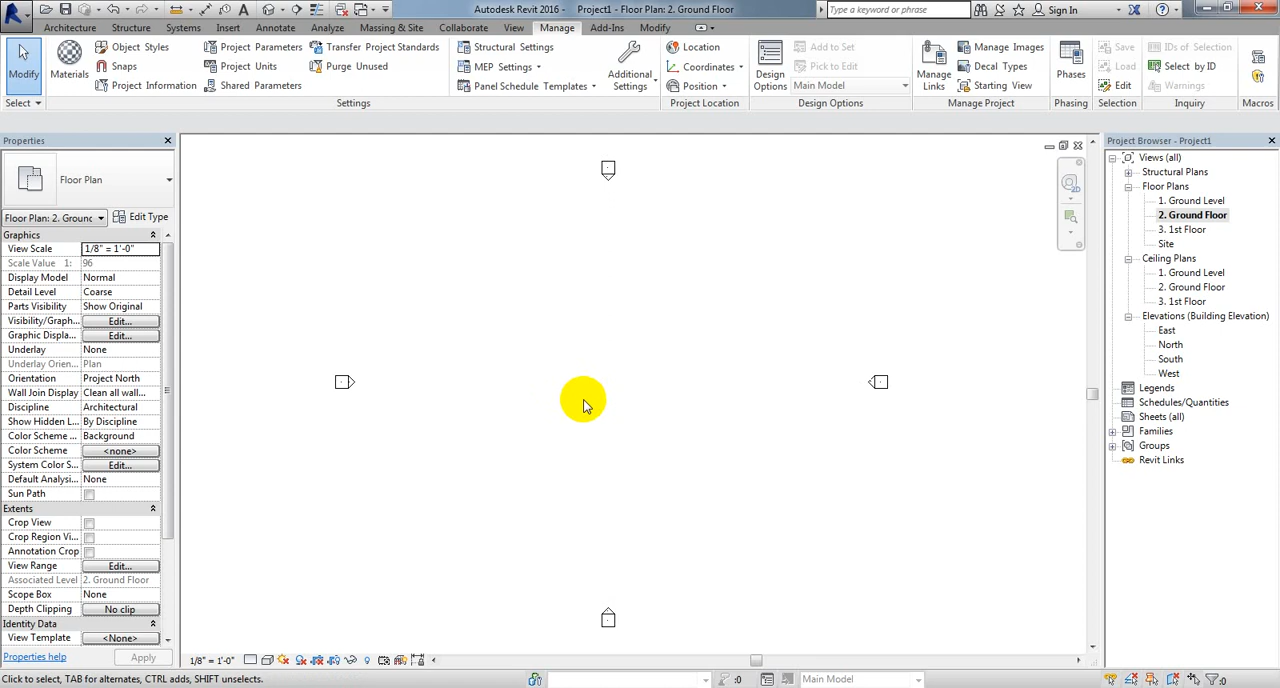 Autodesk Revit 2016 - Project1 - Floor Plan: 2. Ground Floor
Type a keyword or phrase
Sign In
Architecture Structure Systems Insert Annotate Analyze Massing & Site Collaborate View Manage Add-Ins Modify
Modify
Select
Materials
Object Styles
Snaps
Project Information
Project Parameters
Project Units
Shared Parameters
Transfer Project Standards
Purge Unused
Settings
Structural Settings
MEP Settings
Panel Schedule Templates
Additional
Settings
Location
Coordinates
Position
Project Location
Design
Options
Add to Set
Pick to Edit
Main Model
Design Options
Manage
Links
Manage Images
Decal Types
Starting View
Manage Project
Phases
Phasing
Save
Load
Edit
Selection
IDs of Selection
Select by ID
Warnings
Inquiry
Macros
Properties
Floor Plan
Floor Plan: 2. Grounc
Edit Type
Graphics
View Scale 1/8" = 1'-0"
Scale Value 1: 96
Display Model Normal
Detail Level Coarse
Parts Visibility Show Original
Visibility/Graph... Edit...
Graphic Displa... Edit...
Underlay None
Underlay Orien... Plan
Orientation Project North
Wall Join Display Clean all wall...
Discipline Architectural
Show Hidden L... By Discipline
Color Scheme ... Background
Color Scheme <none>
System Color S... Edit...
Default Analysi... None
Sun Path
Extents
Crop View
Crop Region Vi...
Annotation Crop
View Range Edit...
Associated Level 2. Ground Floor
Scope Box None
Depth Clipping No clip
Identity Data
View Template <None>
Properties help
Apply
2D
1/8" = 1'-0"
Project Browser - Project1
Views (all)
Structural Plans
Floor Plans
1. Ground Level
2. Ground Floor
3. 1st Floor
Site
Ceiling Plans
1. Ground Level
2. Ground Floor
3. 1st Floor
Elevations (Building Elevation)
East
North
South
West
Legends
Schedules/Quantities
Sheets (all)
Families
Groups
Revit Links
Click to select, TAB for alternates, CTRL adds, SHIFT unselects.
:0
Main Model
:0